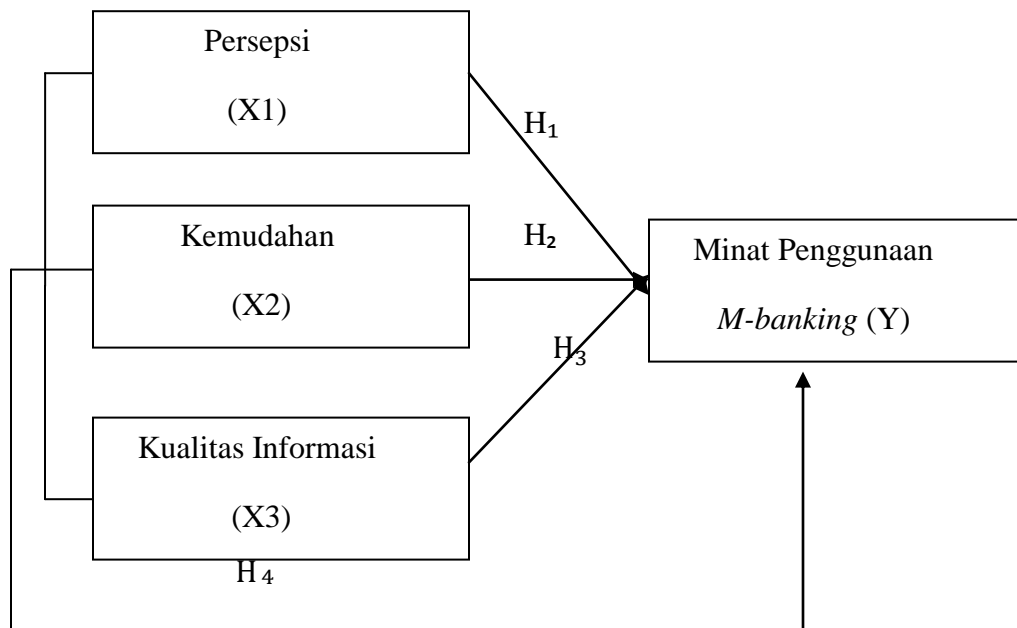 Persepsi
(X1)
H₁
Kemudahan
(X2)
H₂
Minat Penggunaan
M-banking (Y)
H₃
Kualitas Informasi
(X3)
H₄